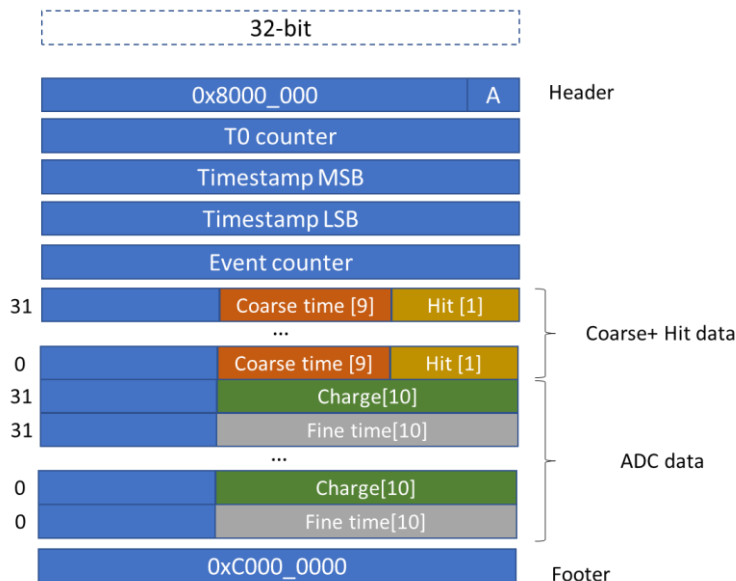 32-bit
0x8000_000 A Header
T0 counter
Timestamp MSB
Timestamp LSB
Event counter
31 Coarse time [9] Hit [1]
...
Coarse+ Hit data
0 Coarse time [9] Hit [1]
31 Charge[10]
31 Fine time[10]
...
ADC data
0 Charge[10]
0 Fine time[10]
0xC000_0000 Footer